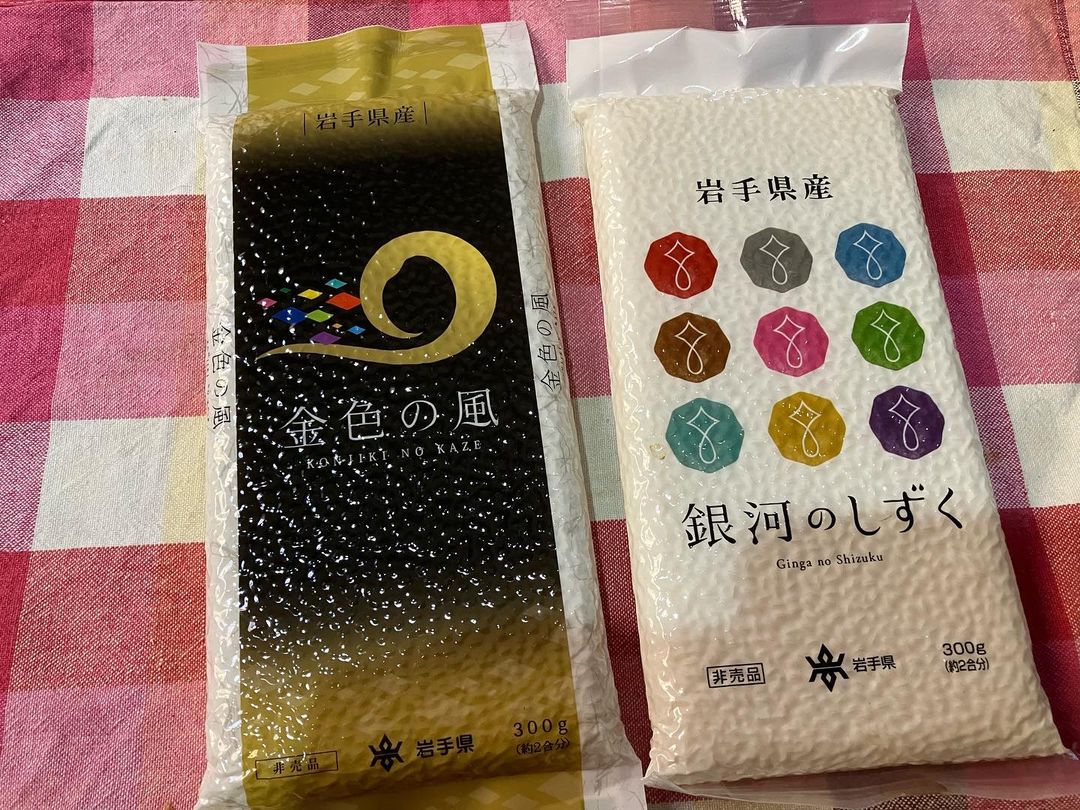 岩手県産
金色の風
KONJIKI NO KAZE
金色の風
金色の風
300g
(約2合分)
非売品
岩手県
岩手県産
銀河のしずく
Ginga no Shizuku
非売品
岩手県
300g
(約2合分)